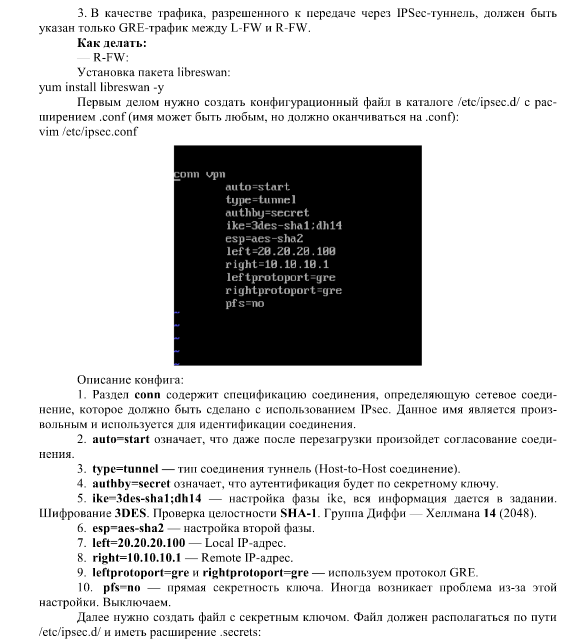 3. В качестве трафика, разрешенного к передаче через IPSec-туннель, должен быть
указан только GRE-трафик между L-FW и R-FW.
Как делать:
— R-FW:
Установка пакета libreswan:
yum install libreswan -y
Первым делом нужно создать конфигурационный файл в каталоге /etc/ipsec.d/ с рас-
ширением .conf (имя может быть любым, но должно оканчиваться на .conf):
vim /etc/ipsec.conf
conn vpn
auto=start
type=tunnel
authby=secret
ike=3des-sha1;dh14
esp=aes-sha2
left=20.20.20.100
right=10.10.10.1
leftprotoport=gre
rightprotoport=gre
pfs=no
~
~
~
~
Описание конфига:
1. Раздел conn содержит спецификацию соединения, определяющую сетевое соеди-
нение, которое должно быть сделано с использованием IPsec. Данное имя является произ-
вольным и используется для идентификации соединения.
2. auto=start означает, что даже после перезагрузки произойдет согласование соеди-
нения.
3. type=tunnel — тип соединения туннель (Host-to-Host соединение).
4. authby=secret означает, что аутентификация будет по секретному ключу.
5. ike=3des-sha1;dh14 — настройка фазы ike, вся информация дается в задании.
Шифрование 3DES. Проверка целостности SHA-1. Группа Диффи — Хеллмана 14 (2048).
6. esp=aes-sha2 — настройка второй фазы.
7. left=20.20.20.100 — Local IP-адрес.
8. right=10.10.10.1 — Remote IP-адрес.
9. leftprotoport=gre и rightprotoport=gre — используем протокол GRE.
10. pfs=no — прямая секретность ключа. Иногда возникает проблема из-за этой
настройки. Выключаем.
Далее нужно создать файл с секретным ключом. Файл должен располагаться по пути
/etc/ipsec.d/ и иметь расширение .secrets: